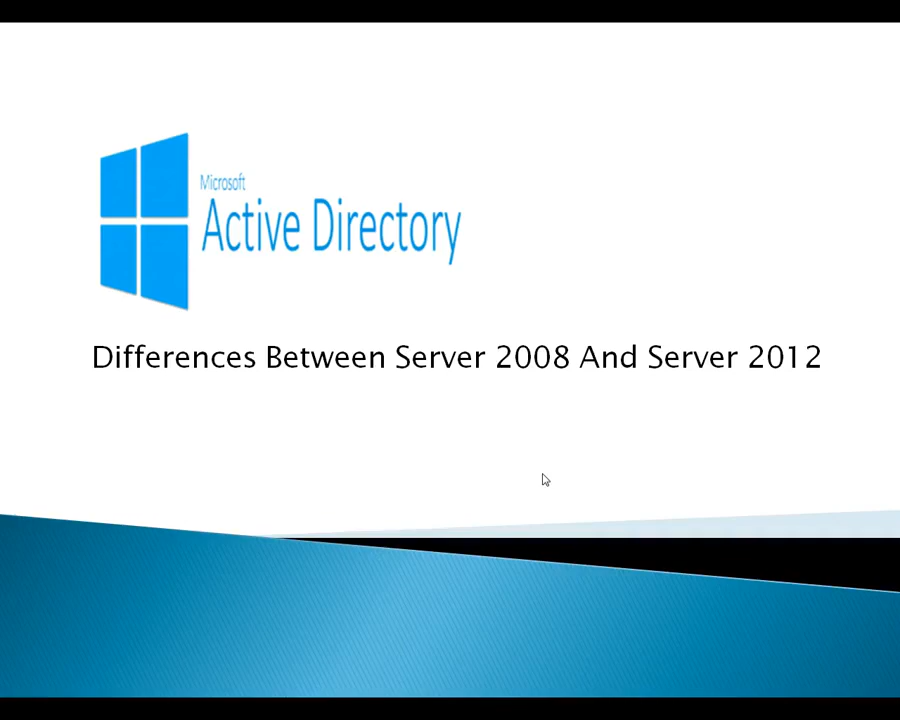 Microsoft
Active Directory
Differences Between Server 2008 And Server 2012